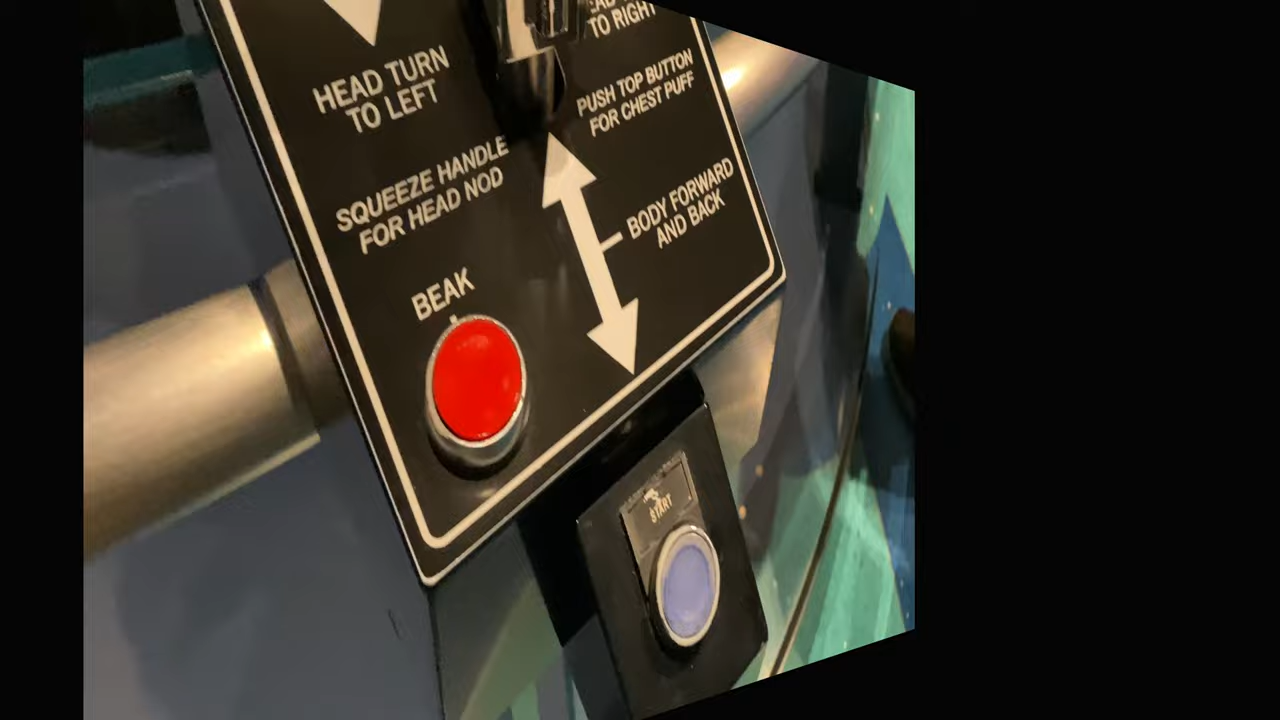 HEAD TURN
TO LEFT
TO RIGHT
PUSH TOP BUTTON
FOR CHEST PUFF
SQUEEZE HANDLE
FOR HEAD NOD
BODY FORWARD
AND BACK
BEAK
START